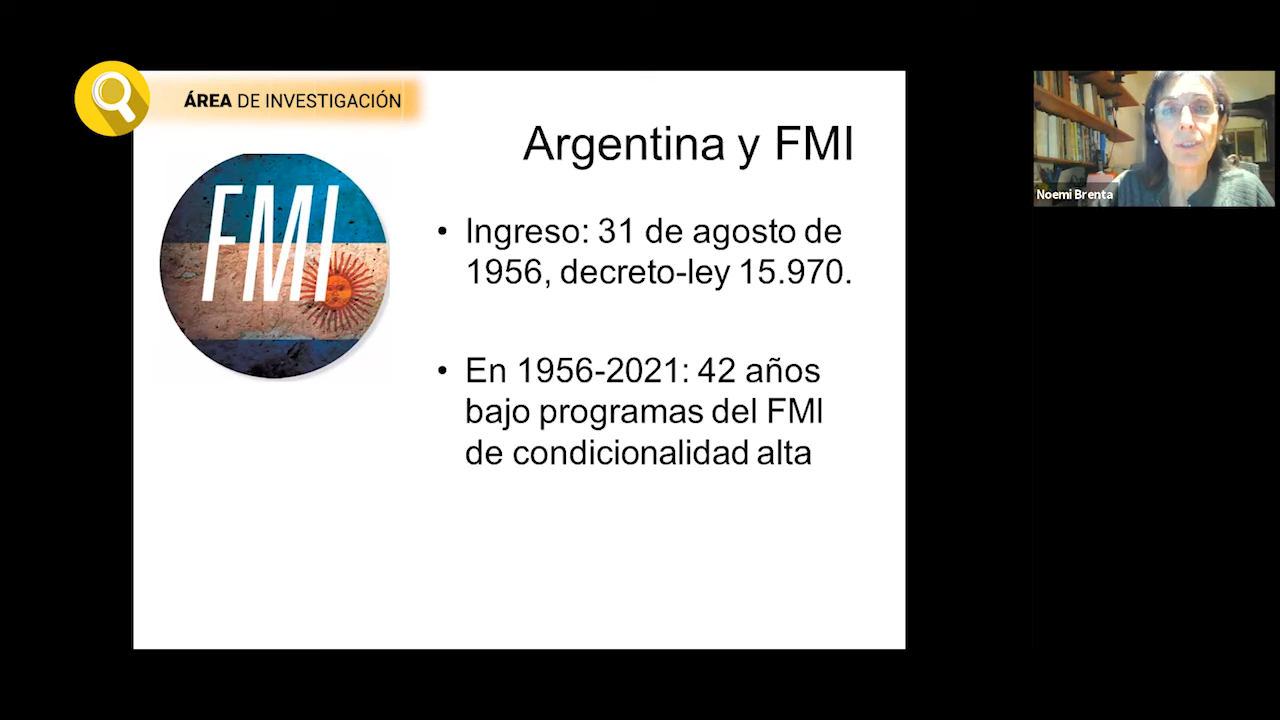 ÁREA DE INVESTIGACIÓN
Argentina y FMI
FMI
• Ingreso: 31 de agosto de
1956, decreto-ley 15.970.
• En 1956-2021: 42 años
bajo programas del FMI
de condicionalidad alta
Noemi Brenta